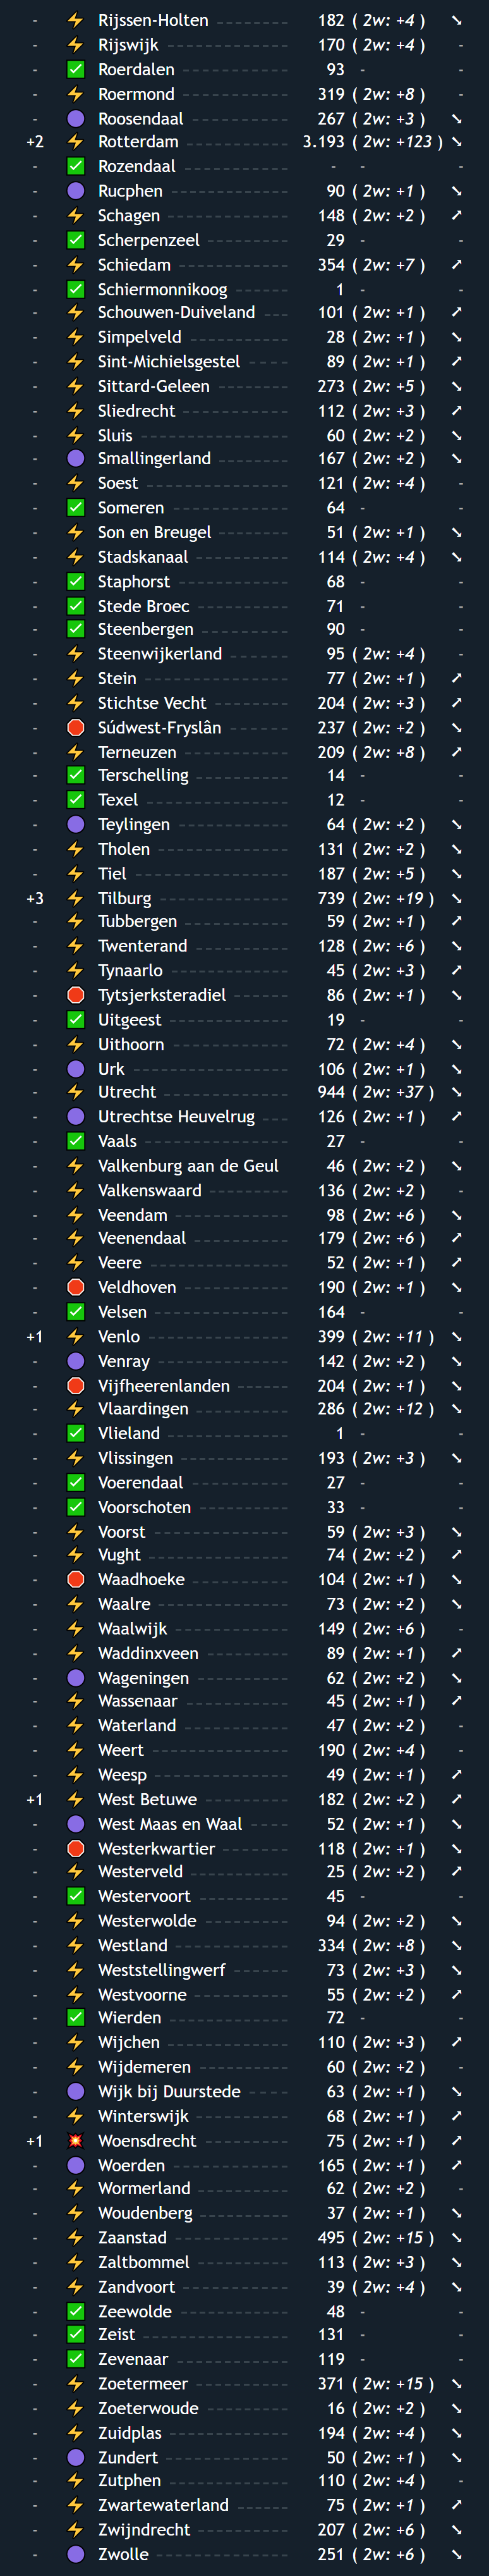 - ⚡ Rijssen-Holten 182 ( 2w: +4 ) ➘
- ⚡ Rijswijk 170 ( 2w: +4 ) -
- ✅ Roerdalen 93 - -
- ⚡ Roermond 319 ( 2w: +8 ) -
- 🟣 Roosendaal 267 ( 2w: +3 ) ➘
+2 ⚡ Rotterdam 3.193 ( 2w: +123 ) ➘
- ✅ Rozendaal - - -
- 🟣 Rucphen 90 ( 2w: +1 ) ➘
- ⚡ Schagen 148 ( 2w: +2 ) ➚
- ✅ Scherpenzeel 29 - -
- ⚡ Schiedam 354 ( 2w: +7 ) ➚
- ✅ Schiermonnikoog 1 - -
- ⚡ Schouwen-Duiveland 101 ( 2w: +1 ) ➚
- ⚡ Simpelveld 28 ( 2w: +1 ) ➘
- ⚡ Sint-Michielsgestel 89 ( 2w: +1 ) ➚
- ⚡ Sittard-Geleen 273 ( 2w: +5 ) ➘
- ⚡ Sliedrecht 112 ( 2w: +3 ) ➚
- ⚡ Sluis 60 ( 2w: +2 ) ➘
- 🟣 Smallingerland 167 ( 2w: +2 ) ➘
- ⚡ Soest 121 ( 2w: +4 ) -
- ✅ Someren 64 - -
- ⚡ Son en Breugel 51 ( 2w: +1 ) ➘
- ⚡ Stadskanaal 114 ( 2w: +4 ) ➘
- ✅ Staphorst 68 - -
- ✅ Stede Broec 71 - -
- ✅ Steenbergen 90 - -
- ⚡ Steenwijkerland 95 ( 2w: +4 ) -
- ⚡ Stein 77 ( 2w: +1 ) ➚
- ⚡ Stichtse Vecht 204 ( 2w: +3 ) ➚
- 🛑 Súdwest-Fryslân 237 ( 2w: +2 ) ➘
- ⚡ Terneuzen 209 ( 2w: +8 ) ➚
- ✅ Terschelling 14 - -
- ✅ Texel 12 - -
- 🟣 Teylingen 64 ( 2w: +2 ) ➘
- ⚡ Tholen 131 ( 2w: +2 ) ➘
- ⚡ Tiel 187 ( 2w: +5 ) ➘
+3 ⚡ Tilburg 739 ( 2w: +19 ) ➘
- ⚡ Tubbergen 59 ( 2w: +1 ) ➚
- ⚡ Twenterand 128 ( 2w: +6 ) ➘
- ⚡ Tynaarlo 45 ( 2w: +3 ) ➚
- 🛑 Tytsjerksteradiel 86 ( 2w: +1 ) ➘
- ✅ Uitgeest 19 - -
- ⚡ Uithoorn 72 ( 2w: +4 ) ➘
- 🟣 Urk 106 ( 2w: +1 ) ➘
- ⚡ Utrecht 944 ( 2w: +37 ) ➘
- 🟣 Utrechtse Heuvelrug 126 ( 2w: +1 ) ➚
- ✅ Vaals 27 - -
- ⚡ Valkenburg aan de Geul 46 ( 2w: +2 ) ➘
- ⚡ Valkenswaard 136 ( 2w: +2 ) -
- ⚡ Veendam 98 ( 2w: +6 ) ➘
- ⚡ Veenendaal 179 ( 2w: +6 ) ➚
- ⚡ Veere 52 ( 2w: +1 ) ➚
- 🛑 Veldhoven 190 ( 2w: +1 ) ➘
- ✅ Velsen 164 - -
+1 ⚡ Venlo 399 ( 2w: +11 ) ➘
- 🟣 Venray 142 ( 2w: +2 ) ➘
- 🛑 Vijfheerenlanden 204 ( 2w: +1 ) ➘
- ⚡ Vlaardingen 286 ( 2w: +12 ) ➘
- ✅ Vlieland 1 - -
- ⚡ Vlissingen 193 ( 2w: +3 ) ➘
- ✅ Voerendaal 27 - -
- ✅ Voorschoten 33 - -
- ⚡ Voorst 59 ( 2w: +3 ) ➘
- ⚡ Vught 74 ( 2w: +2 ) ➚
- 🛑 Waadhoeke 104 ( 2w: +1 ) ➘
- ⚡ Waalre 73 ( 2w: +2 ) ➘
- ⚡ Waalwijk 149 ( 2w: +6 ) -
- ⚡ Waddinxveen 89 ( 2w: +1 ) ➚
- 🟣 Wageningen 62 ( 2w: +2 ) ➘
- ⚡ Wassenaar 45 ( 2w: +1 ) ➚
- ⚡ Waterland 47 ( 2w: +2 ) -
- ⚡ Weert 190 ( 2w: +4 ) -
- ⚡ Weesp 49 ( 2w: +1 ) ➚
+1 ⚡ West Betuwe 182 ( 2w: +2 ) ➚
- 🟣 West Maas en Waal 52 ( 2w: +1 ) ➘
- 🛑 Westerkwartier 118 ( 2w: +1 ) ➘
- ⚡ Westerveld 25 ( 2w: +2 ) ➚
- ✅ Westervoort 45 - -
- ⚡ Westerwolde 94 ( 2w: +2 ) ➘
- ⚡ Westland 334 ( 2w: +8 ) ➘
- ⚡ Weststellingwerf 73 ( 2w: +3 ) ➘
- ⚡ Westvoorne 55 ( 2w: +2 ) ➚
- ✅ Wierden 72 - -
- ⚡ Wijchen 110 ( 2w: +3 ) ➚
- ⚡ Wijdemeren 60 ( 2w: +2 ) -
- 🟣 Wijk bij Duurstede 63 ( 2w: +1 ) ➘
- ⚡ Winterswijk 68 ( 2w: +1 ) ➚
+1 💥 Woensdrecht 75 ( 2w: +1 ) ➚
- 🟣 Woerden 165 ( 2w: +1 ) ➚
- ⚡ Wormerland 62 ( 2w: +2 ) -
- ⚡ Woudenberg 37 ( 2w: +1 ) ➘
- ⚡ Zaanstad 495 ( 2w: +15 ) ➘
- ⚡ Zaltbommel 113 ( 2w: +3 ) ➘
- ⚡ Zandvoort 39 ( 2w: +4 ) ➘
- ✅ Zeewolde 48 - -
- ✅ Zeist 131 - -
- ✅ Zevenaar 119 - -
- ⚡ Zoetermeer 371 ( 2w: +15 ) ➘
- ⚡ Zoeterwoude 16 ( 2w: +2 ) ➘
- ⚡ Zuidplas 194 ( 2w: +4 ) ➘
- 🟣 Zundert 50 ( 2w: +1 ) ➘
- ⚡ Zutphen 110 ( 2w: +4 ) -
- ⚡ Zwartewaterland 75 ( 2w: +1 ) ➚
- ⚡ Zwijndrecht 207 ( 2w: +6 ) ➘
- 🟣 Zwolle 251 ( 2w: +6 ) ➘